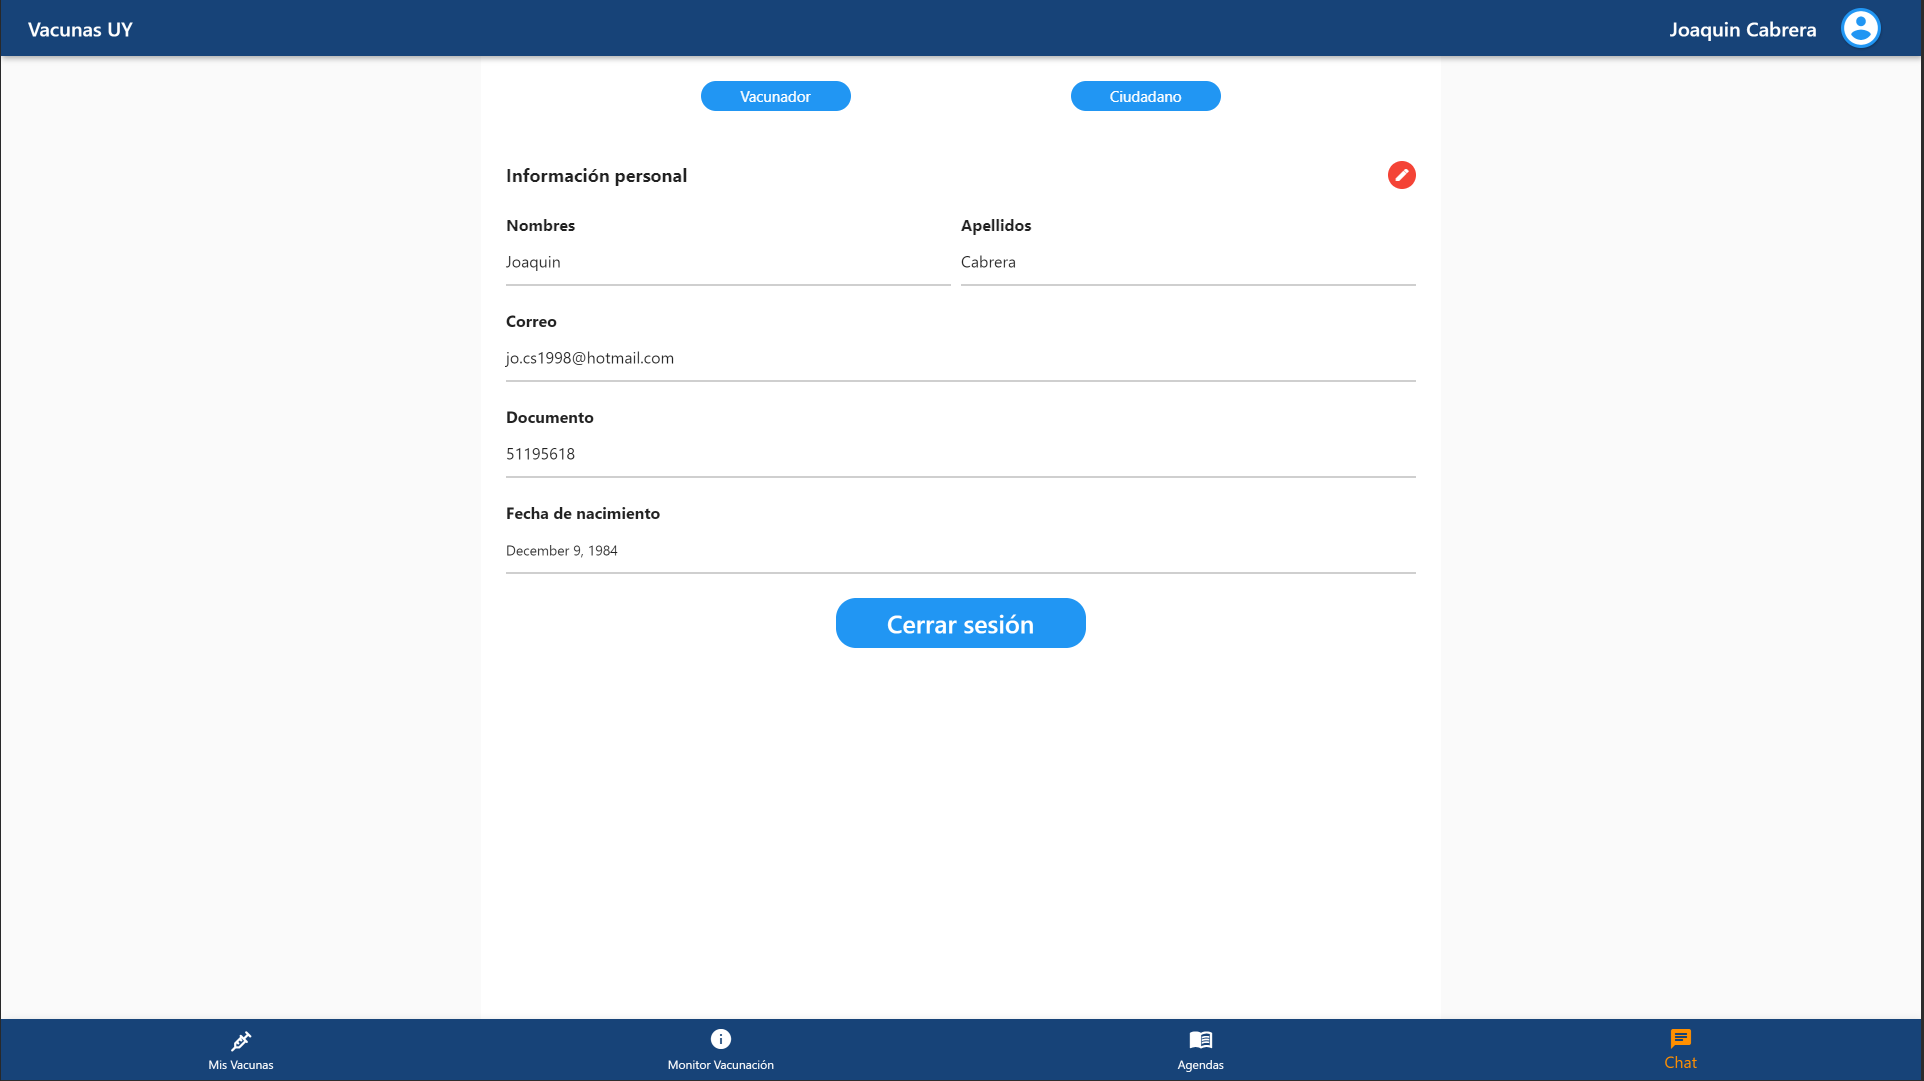 Vacunas UY
Joaquin Cabrera
Vacunador
Ciudadano
Información personal
Nombres
Apellidos
Joaquin
Cabrera
Correo
jo.cs1998@hotmail.com
Documento
51195618
Fecha de nacimiento
December 9, 1984
Cerrar sesión
Mis Vacunas
Monitor Vacunación
Agendas
Chat